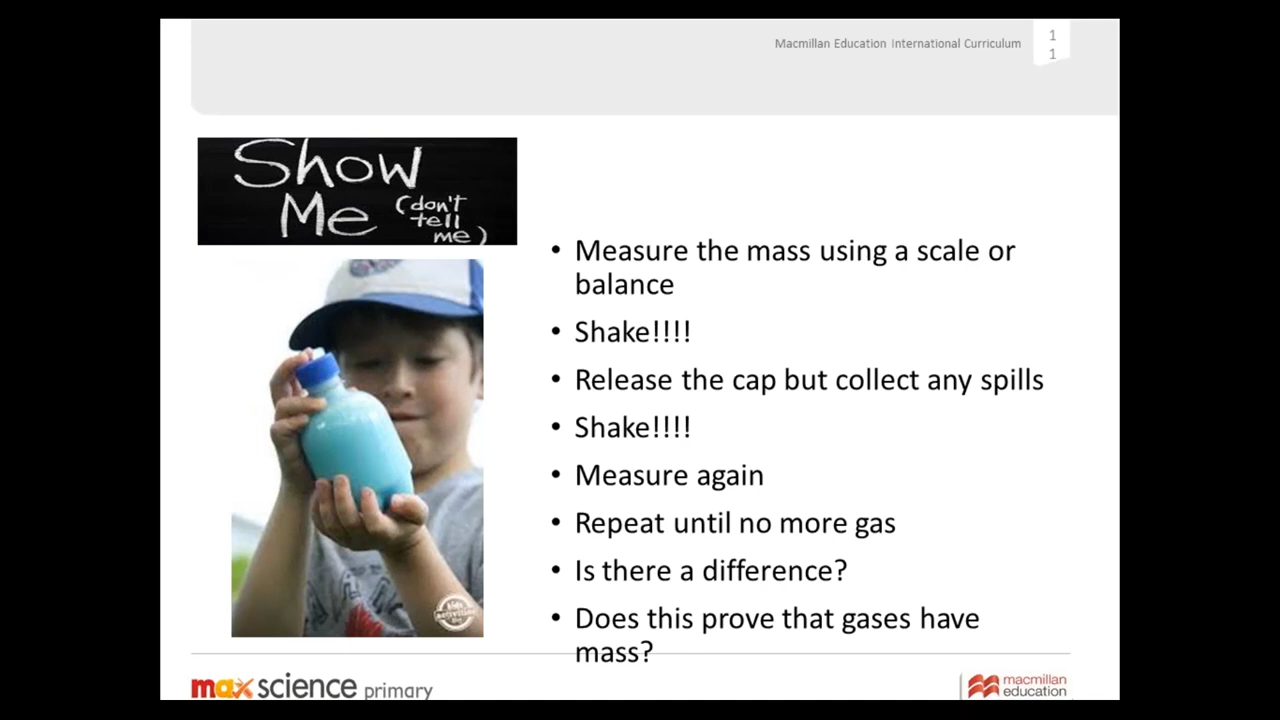 Macmillan Education International Curriculum
1
1
Show
Me (don't
tell
me)
• Measure the mass using a scale or
balance
• Shake!!!!
• Release the cap but collect any spills
• Shake!!!!
• Measure again
• Repeat until no more gas
• Is there a difference?
• Does this prove that gases have
mass?
max science primary
macmillan
education